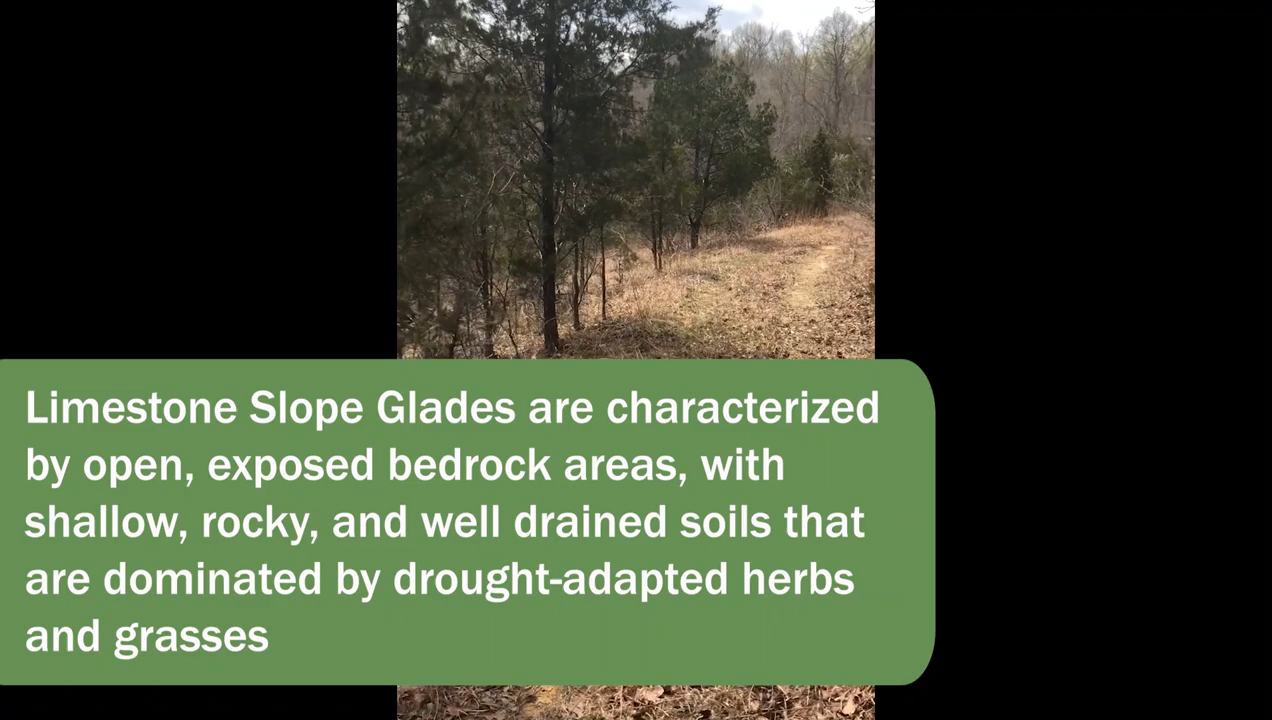 Limestone Slope Glades are characterized
by open, exposed bedrock areas, with
shallow, rocky, and well drained soils that
are dominated by drought-adapted herbs
and grasses